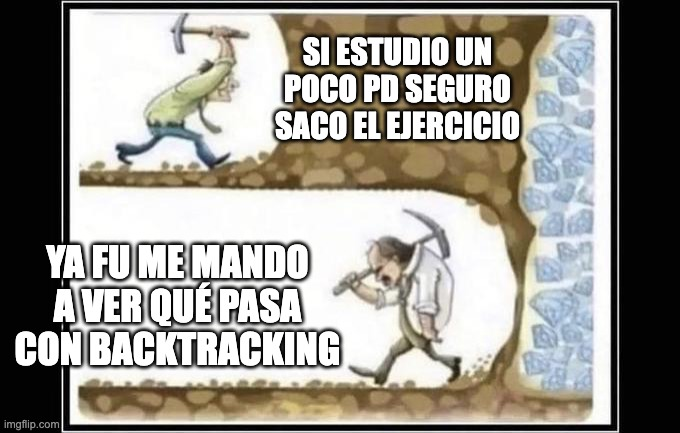 SI ESTUDIO UN
POCO PD SEGURO
SACO EL EJERCICIO
YA FU ME MANDO
A VER QUÉ PASA
CON BACKTRACKING
imgflip.com